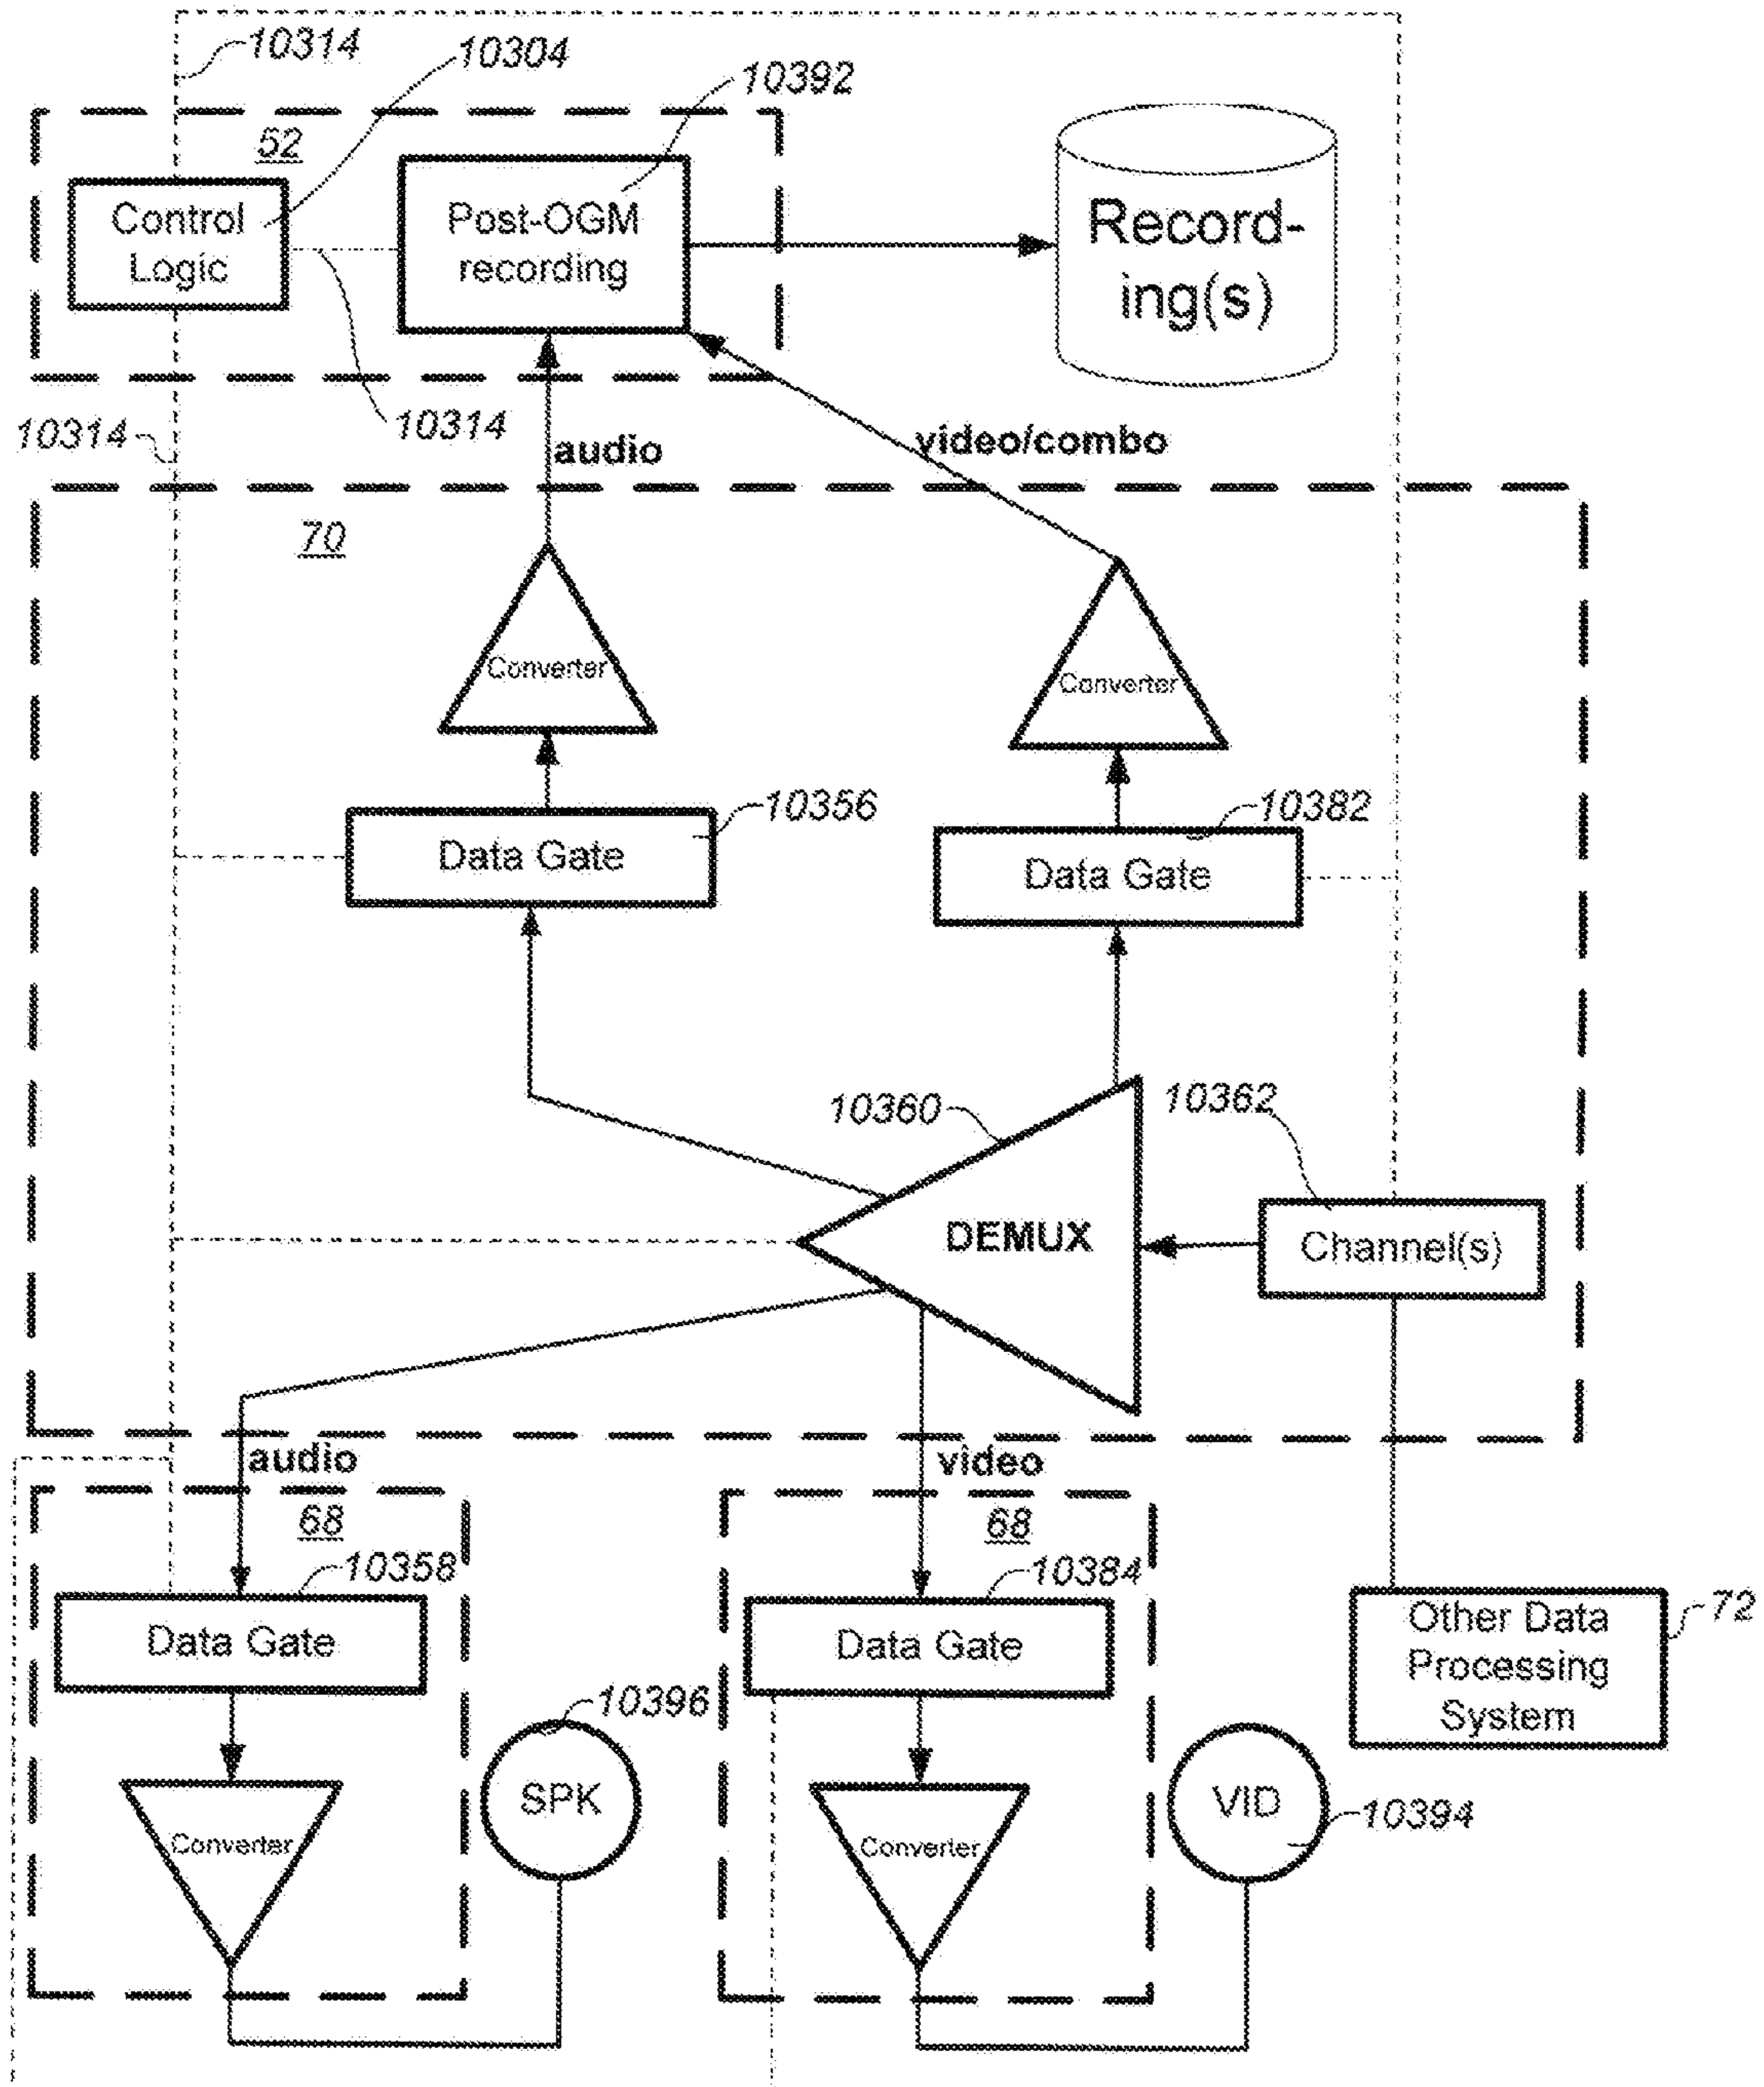 10314
10304
10392
52
Control
Logic
Post-OGM
recording
Record-
ing(s)
10314
10314
audio
video/combo
70
Converter
Converter
10356
10382
Data Gate
Data Gate
10360
10362
DEMUX
Channel(s)
audio
video
68
68
10358
10384
72
Data Gate
Data Gate
Other Data
Processing
System
10396
SPK
VID
10394
Converter
Converter